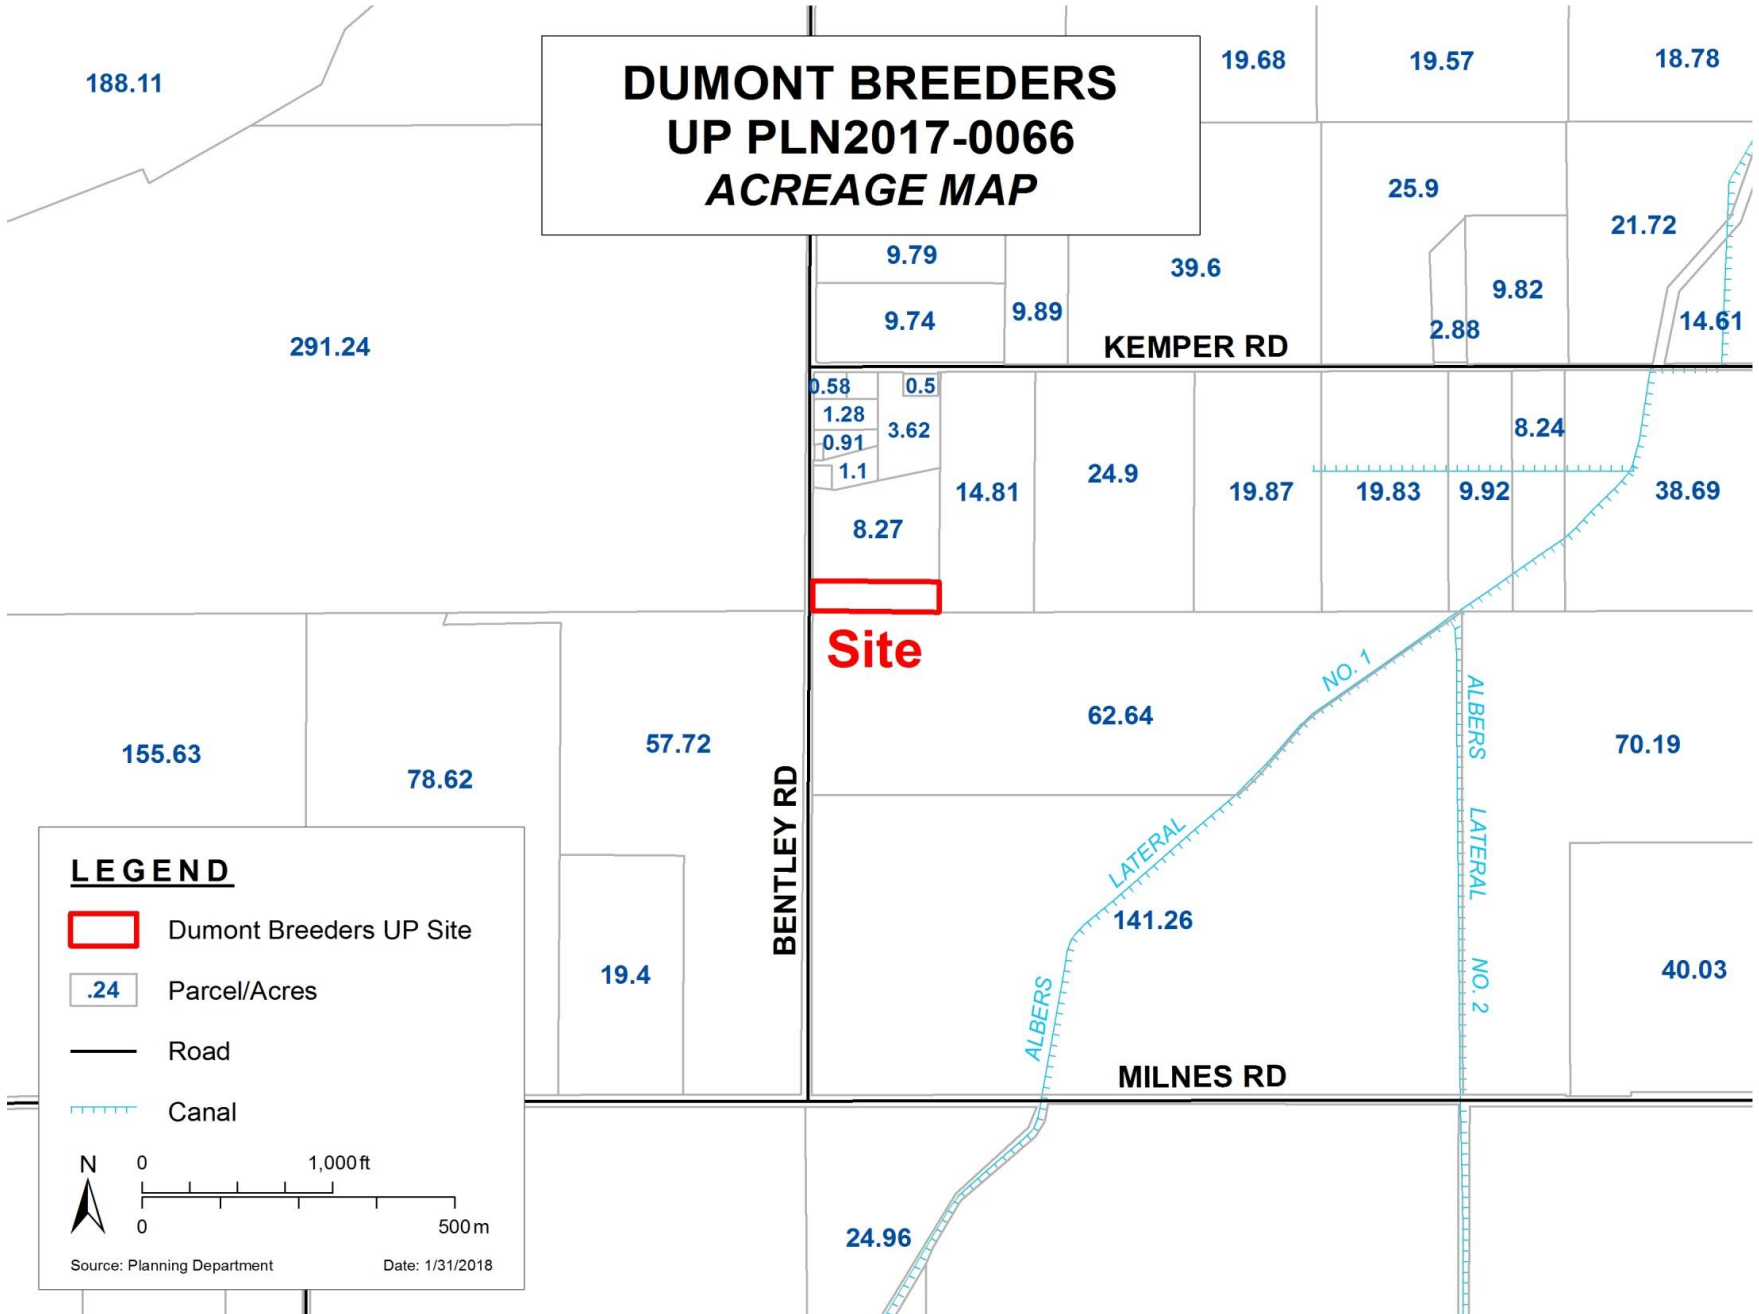 DUMONT BREEDERS
UP PLN2017-0066
ACREAGE MAP
188.11
19.68
19.57
18.78
25.9
21.72
9.79
39.6
9.82
9.74
9.89
2.88
14.61
291.24
KEMPER RD
0.58
0.5
1.28
3.62
0.91
1.1
8.24
14.81
24.9
19.87
19.83
9.92
38.69
8.27
Site
NO. 1
62.64
ALBERS
57.72
70.19
155.63
78.62
BENTLEY RD
LATERAL
LATERAL
141.26
19.4
40.03
NO. 2
ALBERS
MILNES RD
24.96
LEGEND
Dumont Breeders UP Site
.24 Parcel/Acres
Road
Canal
N
0 1,000 ft
0 500 m
Source: Planning Department Date: 1/31/2018